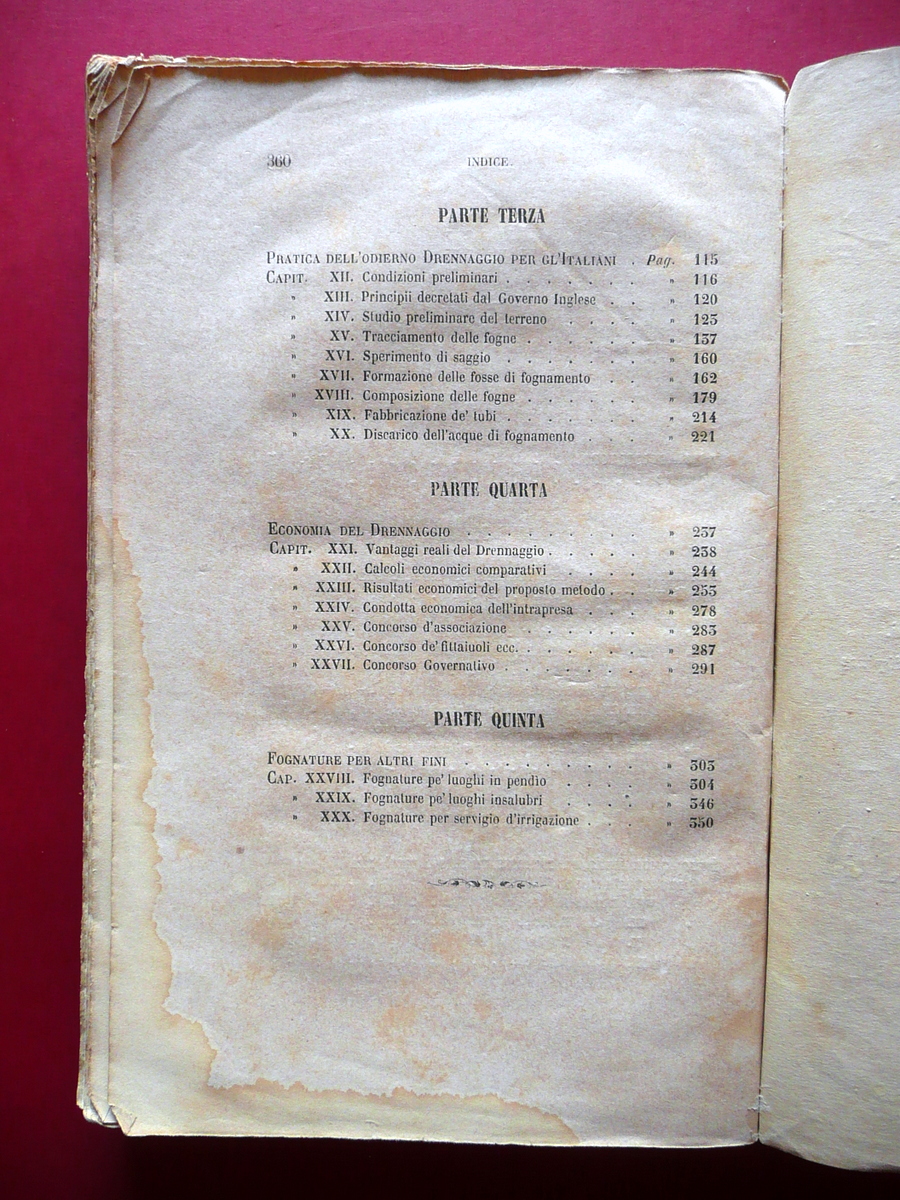 360 INDICE.
PARTE TERZA
PRATICA DELL'ODIERNO DRENNAGGIO PER GL'ITALIANI . Pag. 115
CAPIT. XII. Condizioni preliminari . . . . . . . » 116
» XIII. Principii decretati dal Governo Inglese . . . » 120
» XIV. Studio preliminare del terreno . . . . » 123
» XV. Tracciamento delle fogne . . . . . . » 137
» XVI. Sperimento di saggio . . . . . . . » 160
» XVII. Formazione delle fosse di fognamento . . » 162
» XVIII. Composizione delle fogne . . . . . . » 179
» XIX. Fabbricazione de' tubi . . . . . . . » 214
» XX. Discarico dell'acque di fognamento . . . » 221
PARTE QUARTA
ECONOMIA DEL DRENNAGGIO . . . . . . . . . » 237
CAPIT. XXI. Vantaggi reali del Drennaggio . . . . . » 238
» XXII. Calcoli economici comparativi . . . . » 244
» XXIII. Risultati economici del proposto metodo . . » 253
» XXIV. Condotta economica dell'intrapresa . . . » 278
» XXV. Concorso d'associazione . . . . . . » 283
» XXVI. Concorso de' fittaiuoli ecc. . . . . . . » 287
» XXVII. Concorso Governativo . . . . . . . » 291
PARTE QUINTA
FOGNATURE PER ALTRI FINI . . . . . . . . . » 303
CAP. XXVIII. Fognature pe' luoghi in pendìo . . . . » 304
» XXIX. Fognature pe' luoghi insalubri . . . . » 346
» XXX. Fognature per servigio d'irrigazione . . . » 350